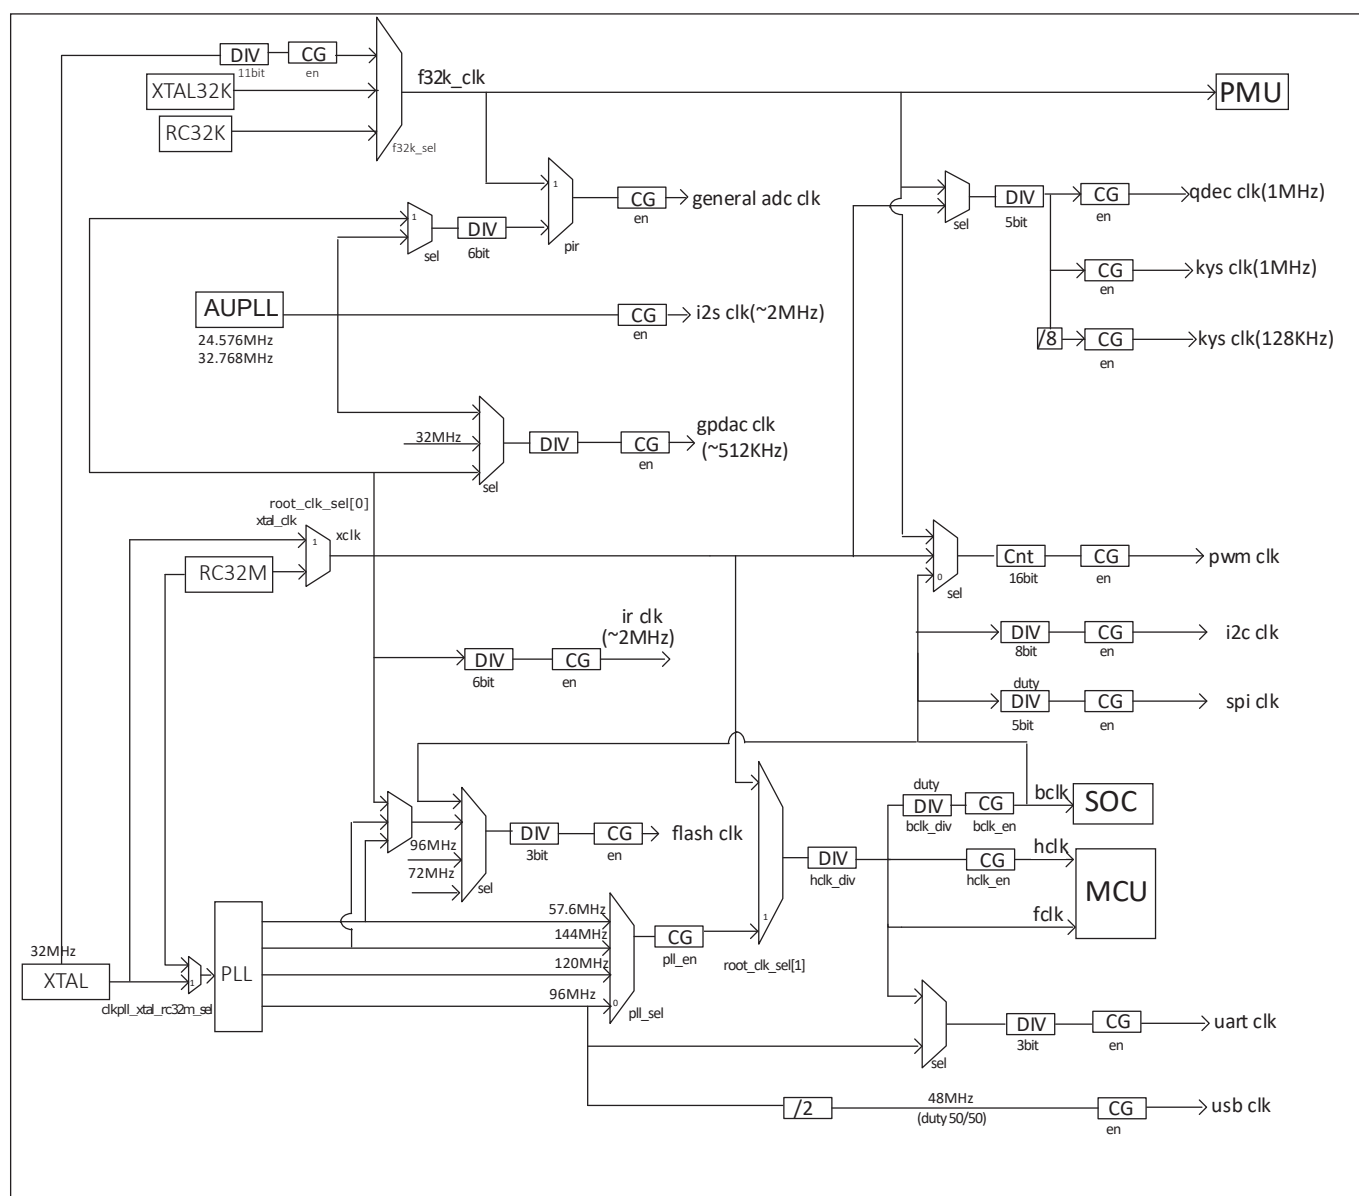 DIV
11bit
CG
en
XTAL32K
RC32K
f32k_sel
f32k_clk
PMU
1
pir
CG
en
general adc clk
1
sel
DIV
6bit
sel
DIV
5bit
CG
en
qdec clk(1MHz)
CG
en
kys clk(1MHz)
/8
CG
en
kys clk(128KHz)
AUPLL
24.576MHz
32.768MHz
CG
en
i2s clk(~2MHz)
32MHz
sel
DIV
CG
en
gpdac clk
(~512KHz)
root_clk_sel[0]
xtal_clk
1
xclk
RC32M
0
sel
Cnt
16bit
CG
en
pwm clk
ir clk
(~2MHz)
DIV
6bit
CG
en
DIV
8bit
CG
en
i2c clk
duty
DIV
5bit
CG
en
spi clk
96MHz
72MHz
sel
DIV
3bit
CG
en
flash clk
1
root_clk_sel[1]
DIV
hclk_div
duty
DIV
bclk_div
CG
bclk_en
bclk
SOC
CG
hclk_en
hclk
fclk
MCU
32MHz
XTAL
1
clkpll_xtal_rc32m_sel
PLL
57.6MHz
144MHz
120MHz
96MHz
0
pll_sel
CG
pll_en
sel
DIV
3bit
CG
en
uart clk
/2
48MHz
(duty 50/50)
CG
en
usb clk